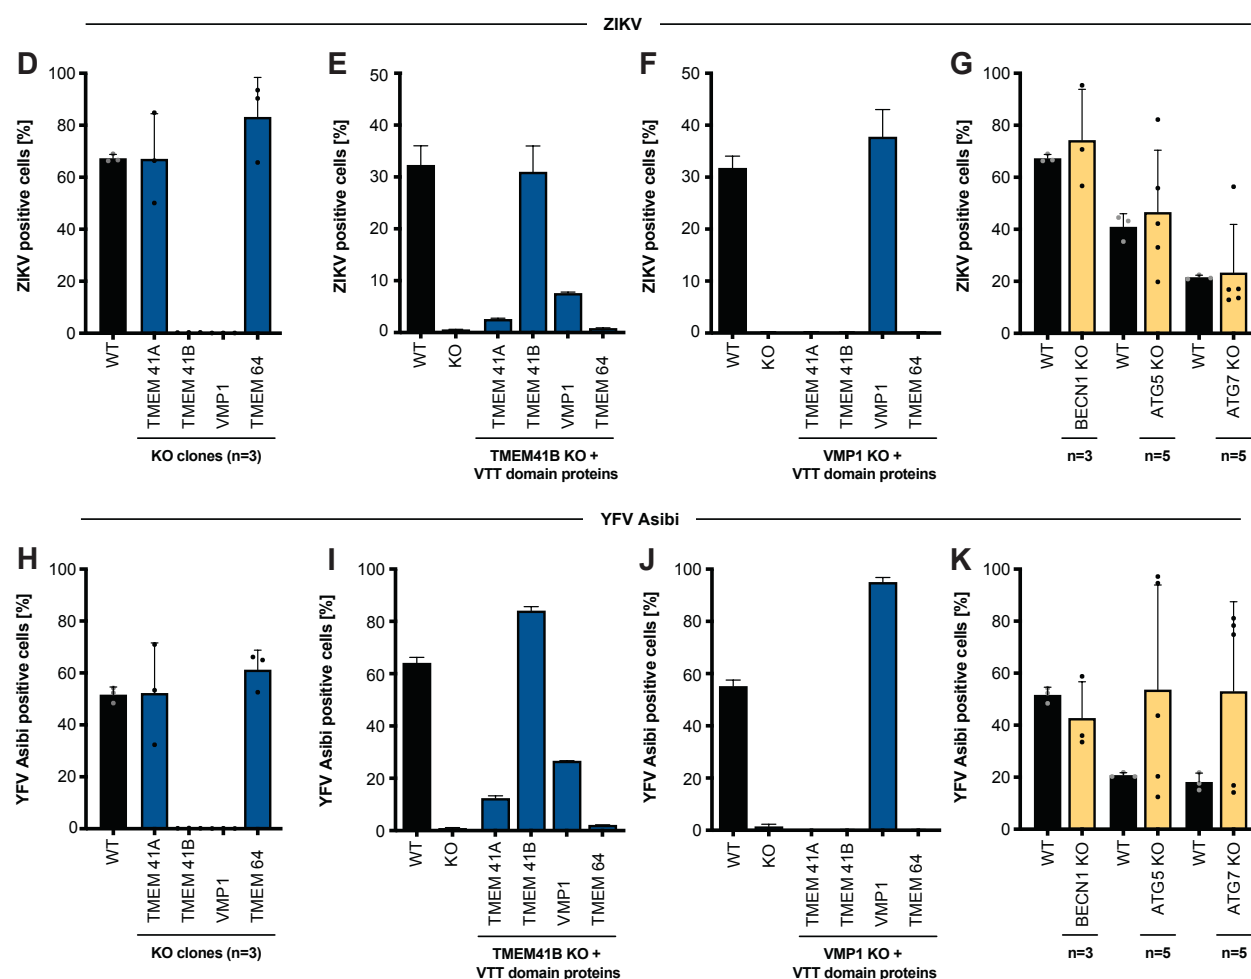 ZIKV
D
ZIKV positive cells [%]
100
80
60
40
20
0
WT
TMEM 41A
TMEM 41B
VMP1
TMEM 64
KO clones (n=3)
E
ZIKV positive cells [%]
50
40
30
20
10
0
WT
KO
TMEM 41A
TMEM 41B
VMP1
TMEM 64
TMEM41B KO +
VTT domain proteins
F
ZIKV positive cells [%]
50
40
30
20
10
0
WT
KO
TMEM 41A
TMEM 41B
VMP1
TMEM 64
VMP1 KO +
VTT domain proteins
G
ZIKV positive cells [%]
100
80
60
40
20
0
WT
BECN1 KO
WT
ATG5 KO
WT
ATG7 KO
n=3
n=5
n=5
YFV Asibi
H
YFV Asibi positive cells [%]
100
80
60
40
20
0
WT
TMEM 41A
TMEM 41B
VMP1
TMEM 64
KO clones (n=3)
I
YFV Asibi positive cells [%]
100
80
60
40
20
0
WT
KO
TMEM 41A
TMEM 41B
VMP1
TMEM 64
TMEM41B KO +
VTT domain proteins
J
YFV Asibi positive cells [%]
100
80
60
40
20
0
WT
KO
TMEM 41A
TMEM 41B
VMP1
TMEM 64
VMP1 KO +
VTT domain proteins
K
YFV Asibi positive cells [%]
100
80
60
40
20
0
WT
BECN1 KO
WT
ATG5 KO
WT
ATG7 KO
n=3
n=5
n=5